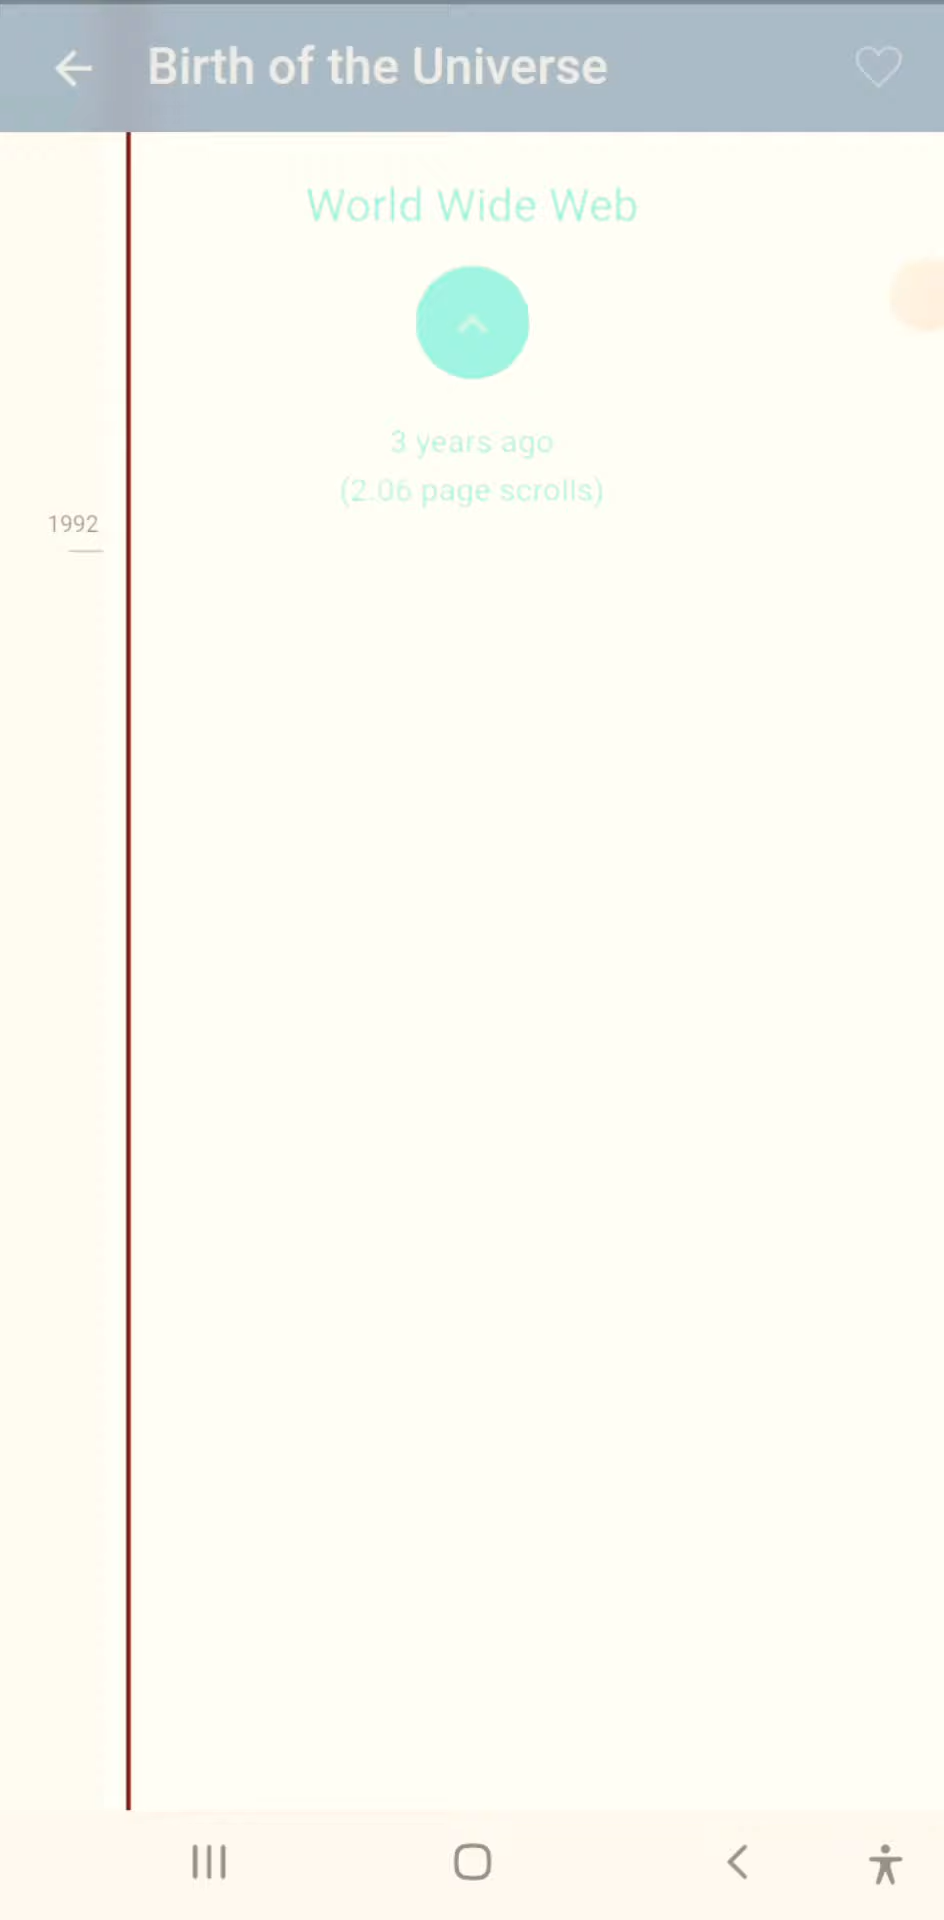 Birth of the Universe
World Wide Web
3 years ago
(2.06 page scrolls)
1992